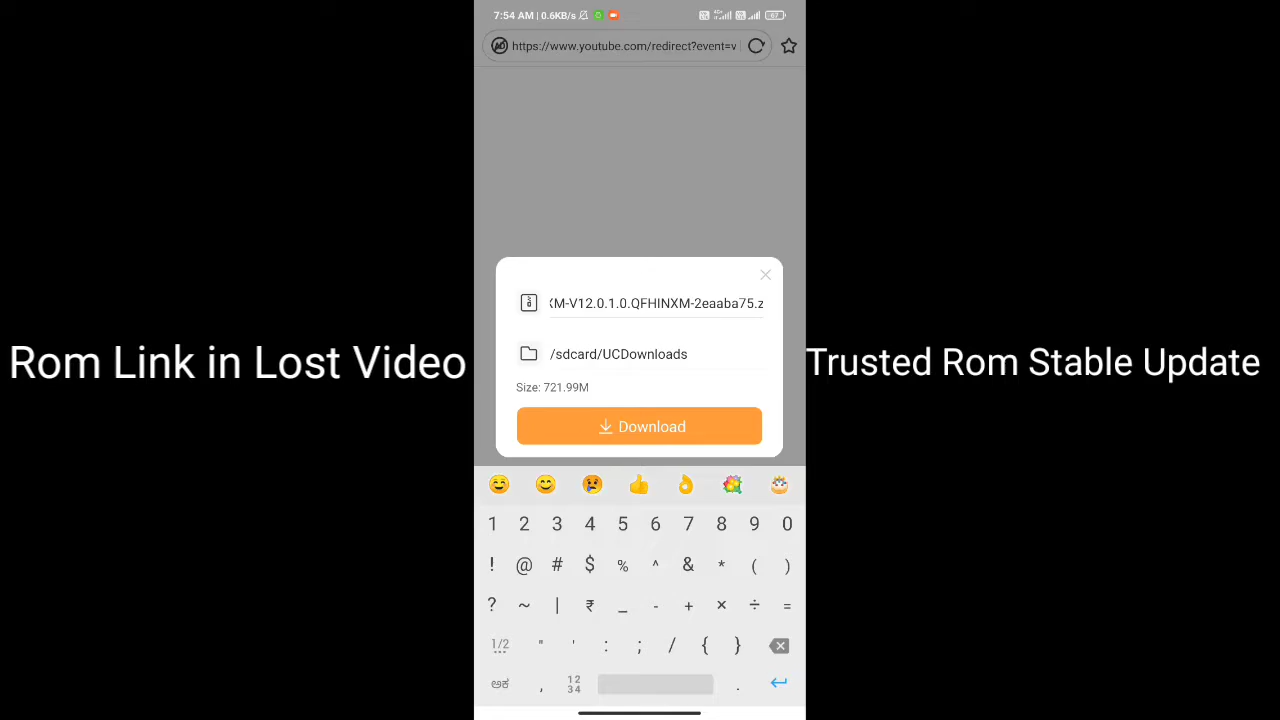 7:54 AM | 0.6KB/s
https://www.youtube.com/redirect?event=v
XM-V12.0.1.0.QFHINXM-2eaaba75.z
/sdcard/UCDownloads
Size: 721.99M
Download
Rom Link in Lost Video
Trusted Rom Stable Update
1 2 3 4 5 6 7 8 9 0
! @ # $ % ^ & * ( )
? ~ | ₹ _ - + × ÷ =
1/2 " ' : ; / { }
ಅಕ , 12 34 .